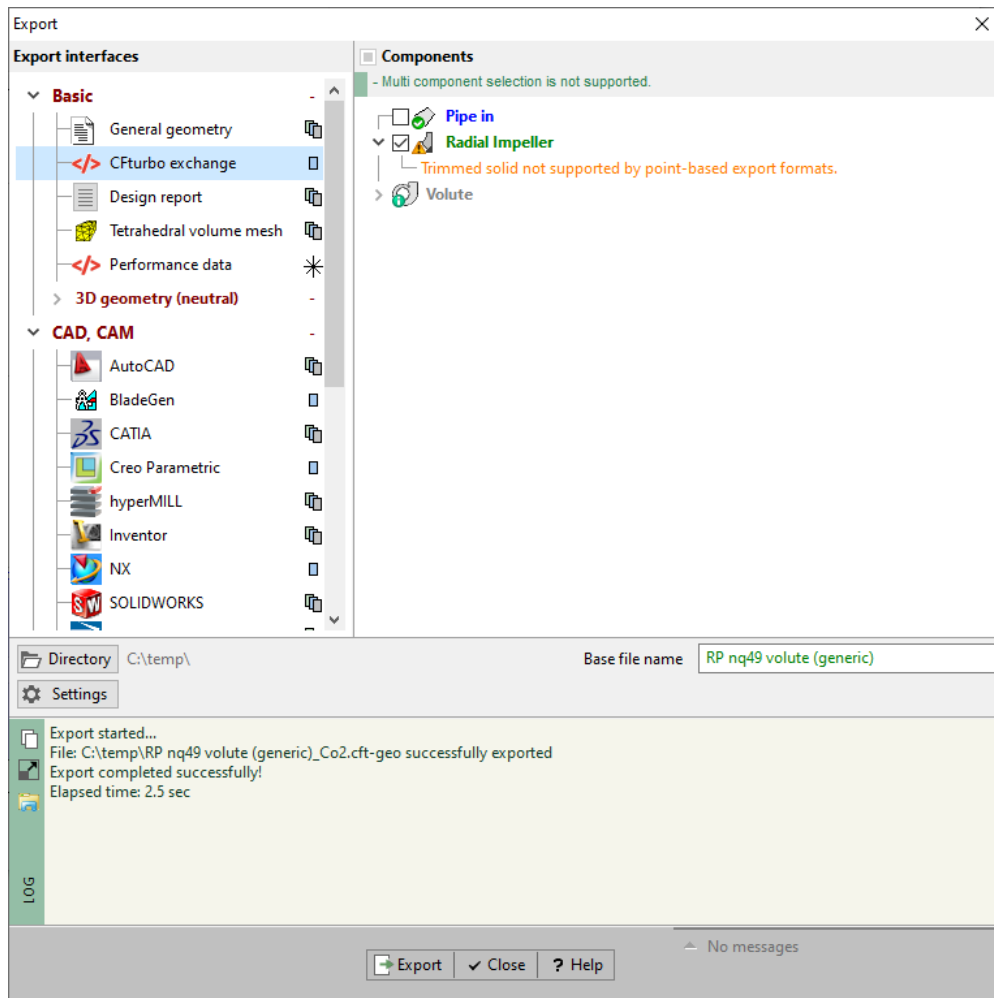 Export
Export interfaces
Components
- Multi component selection is not supported.
Basic
-
General geometry
CFturbo exchange
Design report
Tetrahedral volume mesh
Performance data
3D geometry (neutral)
-
CAD, CAM
-
AutoCAD
BladeGen
CATIA
Creo Parametric
hyperMILL
Inventor
NX
SOLIDWORKS
Pipe in
Radial Impeller
Trimmed solid not supported by point-based export formats.
Volute
Directory C:\temp\
Base file name RP nq49 volute (generic)
Settings
Export started...
File: C:\temp\RP nq49 volute (generic)_Co2.cft-geo successfully exported
Export completed successfully!
Elapsed time: 2.5 sec
LOG
No messages
Export Close ? Help